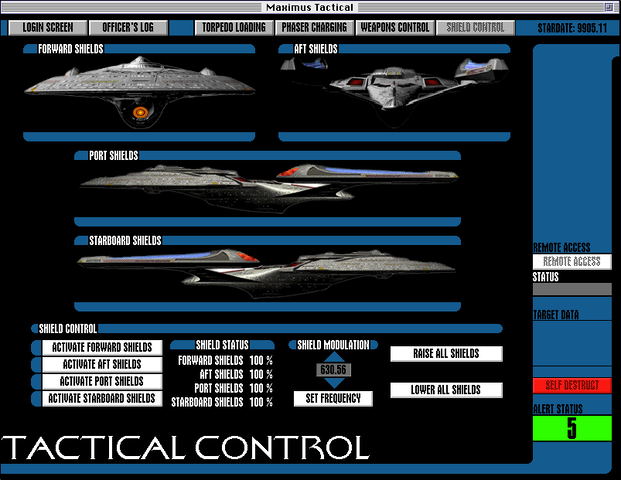 Maximus Tactical
LOGIN SCREEN
OFFICER'S LOG
TORPEDO LOADING
PHASER CHARGING
WEAPONS CONTROL
SHIELD CONTROL
STARDATE: 9905.11
FORWARD SHIELDS
AFT SHIELDS
PORT SHIELDS
STARBOARD SHIELDS
REMOTE ACCESS
REMOTE ACCESS
STATUS
TARGET DATA
SELF DESTRUCT
ALERT STATUS
5
SHIELD CONTROL
ACTIVATE FORWARD SHIELDS
ACTIVATE AFT SHIELDS
ACTIVATE PORT SHIELDS
ACTIVATE STARBOARD SHIELDS
SHIELD STATUS
FORWARD SHIELDS 100 %
AFT SHIELDS 100 %
PORT SHIELDS 100 %
STARBOARD SHIELDS 100 %
SHIELD MODULATION
630.56
SET FREQUENCY
RAISE ALL SHIELDS
LOWER ALL SHIELDS
TACTICAL CONTROL